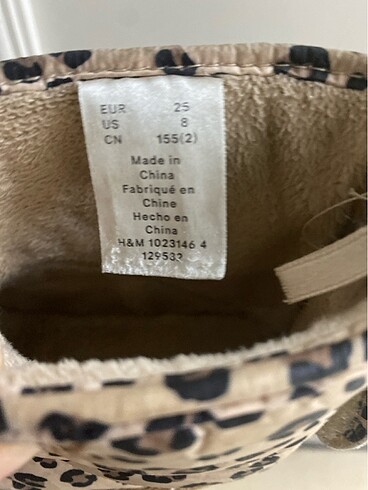 EUR 25
US 8
CN 155(2)
Made in
China
Fabriqué en
Chine
Hecho en
China
H&M 1023146 4